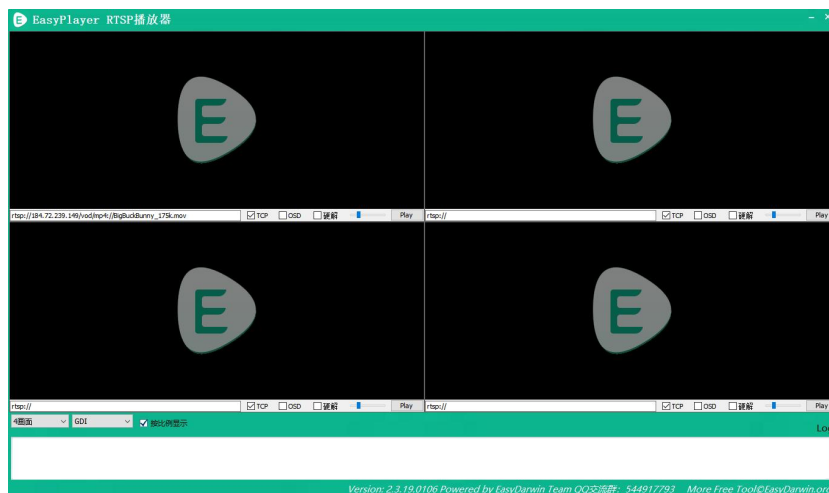 EasyPlayer RTSP播放器
E
E
rtsp://184.72.239.149/vod/mp4://BigBuckBunny_175k.mov TCP OSD 硬解 Play
rtsp:// TCP OSD 硬解 Play
E
E
rtsp:// TCP OSD 硬解 Play
rtsp:// TCP OSD 硬解 Play
4画面 GDI 按比例显示
Log
Version: 2.3.19.0106 Powered by EasyDarwin Team QQ交流群：544917793 More Free Tool©EasyDarwin.org